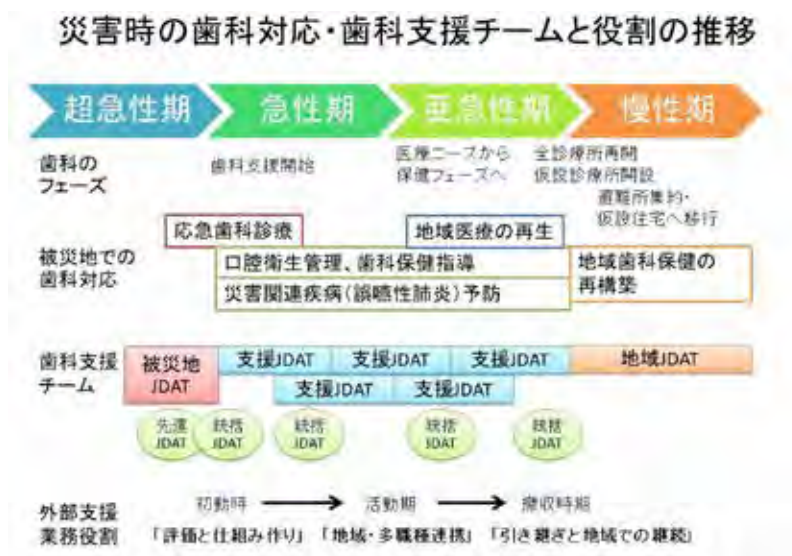 災害時の歯科対応・歯科支援チームと役割の推移
超急性期
急性期
亜急性期
慢性期
歯科の
フェーズ
歯科支援開始
医療ニーズから
保健フェーズへ
全診療所再開
仮設診療所開設
避難所集約・
仮設住宅へ移行
被災地での
歯科対応
応急歯科診療
地域医療の再生
口腔衛生管理、歯科保健指導
災害関連疾病(誤嚥性肺炎)予防
地域歯科保健の
再構築
歯科支援
チーム
被災地
JDAT
支援JDAT
支援JDAT
支援JDAT
地域JDAT
支援JDAT
支援JDAT
先遣
JDAT
統括
JDAT
統括
JDAT
統括
JDAT
統括
JDAT
外部支援
業務役割
初動時
活動期
撤収時期
「評価と仕組み作り」
「地域・多職種連携」
「引き継ぎと地域での継続」